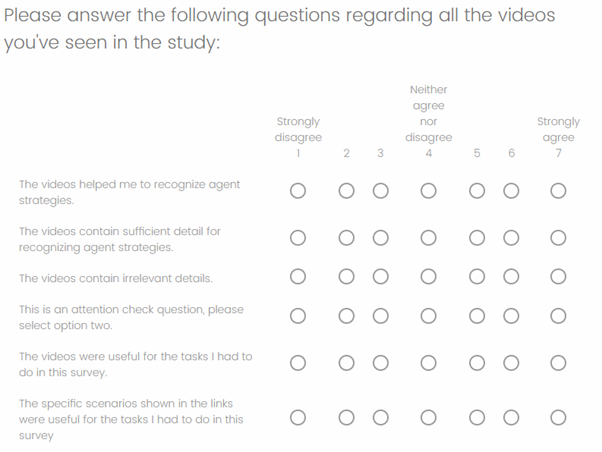 Please answer the following questions regarding all the videos
you've seen in the study:
Neither
agree
Strongly nor Strongly
disagree disagree agree
1 2 3 4 5 6 7
The videos helped me to recognize agent
strategies.
The videos contain sufficient detail for
recognizing agent strategies.
The videos contain irrelevant details.
This is an attention check question, please
select option two.
The videos were useful for the tasks I had to
do in this survey.
The specific scenarios shown in the links
were useful for the tasks I had to do in this
survey